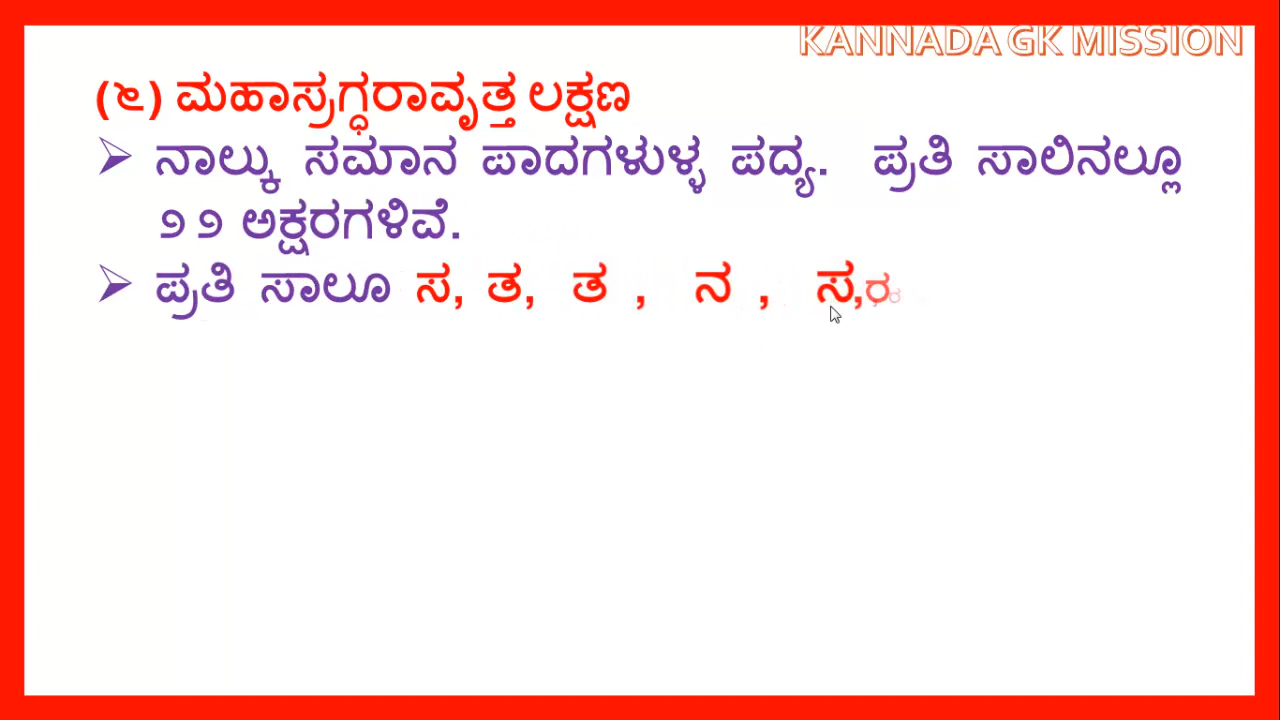 KANNADA GK MISSION
(೬) ಮಹಾಸ್ರಗ್ಧರಾವೃತ್ತ ಲಕ್ಷಣ
➢ ನಾಲ್ಕು ಸಮಾನ ಪಾದಗಳುಳ್ಳ ಪದ್ಯ. ಪ್ರತಿ ಸಾಲಿನಲ್ಲೂ
೨೨ ಅಕ್ಷರಗಳಿವೆ.
➢ ಪ್ರತಿ ಸಾಲೂ ಸ, ತ, ತ , ನ , ಸ,ರ,ರ